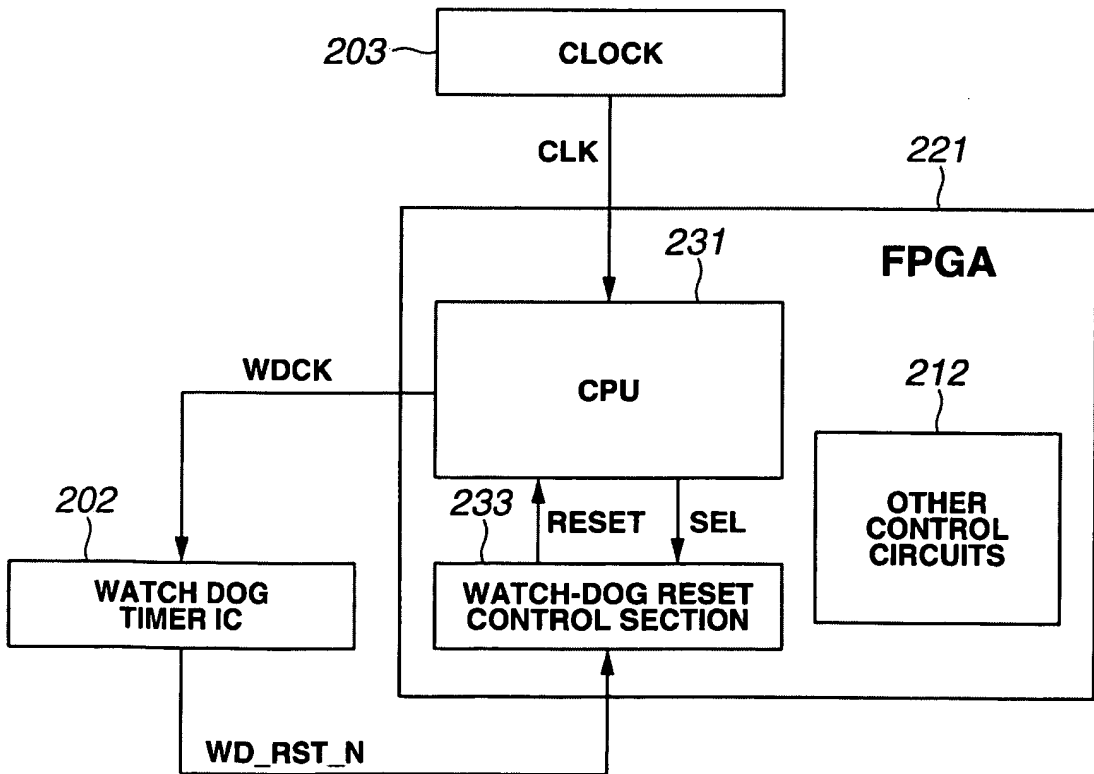 203
CLOCK
CLK
221
231
FPGA
WDCK
CPU
212
202
233
RESET
SEL
OTHER
CONTROL
CIRCUITS
WATCH DOG
TIMER IC
WATCH-DOG RESET
CONTROL SECTION
WD_RST_N